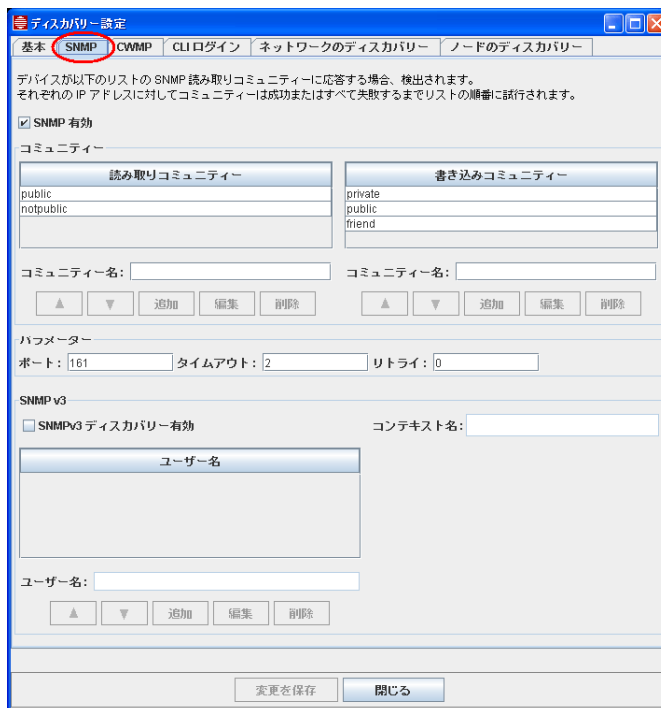 ディスカバリー設定
基本 SNMP CWMP CLI ログイン ネットワークのディスカバリー ノードのディスカバリー
デバイスが以下のリストの SNMP 読み取りコミュニティーに応答する場合、検出されます。
それぞれの IP アドレスに対してコミュニティーは成功またはすべて失敗するまでリストの順番に試行されます。
SNMP 有効
コミュニティー
読み取りコミュニティー 書き込みコミュニティー
public private
notpublic public
friend
コミュニティー名: コミュニティー名:
▲ ▼ 追加 編集 削除 ▲ ▼ 追加 編集 削除
パラメーター
ポート: 161 タイムアウト: 2 リトライ: 0
SNMP v3
SNMPv3 ディスカバリー有効 コンテキスト名:
ユーザー名
ユーザー名:
▲ ▼ 追加 編集 削除
変更を保存 閉じる